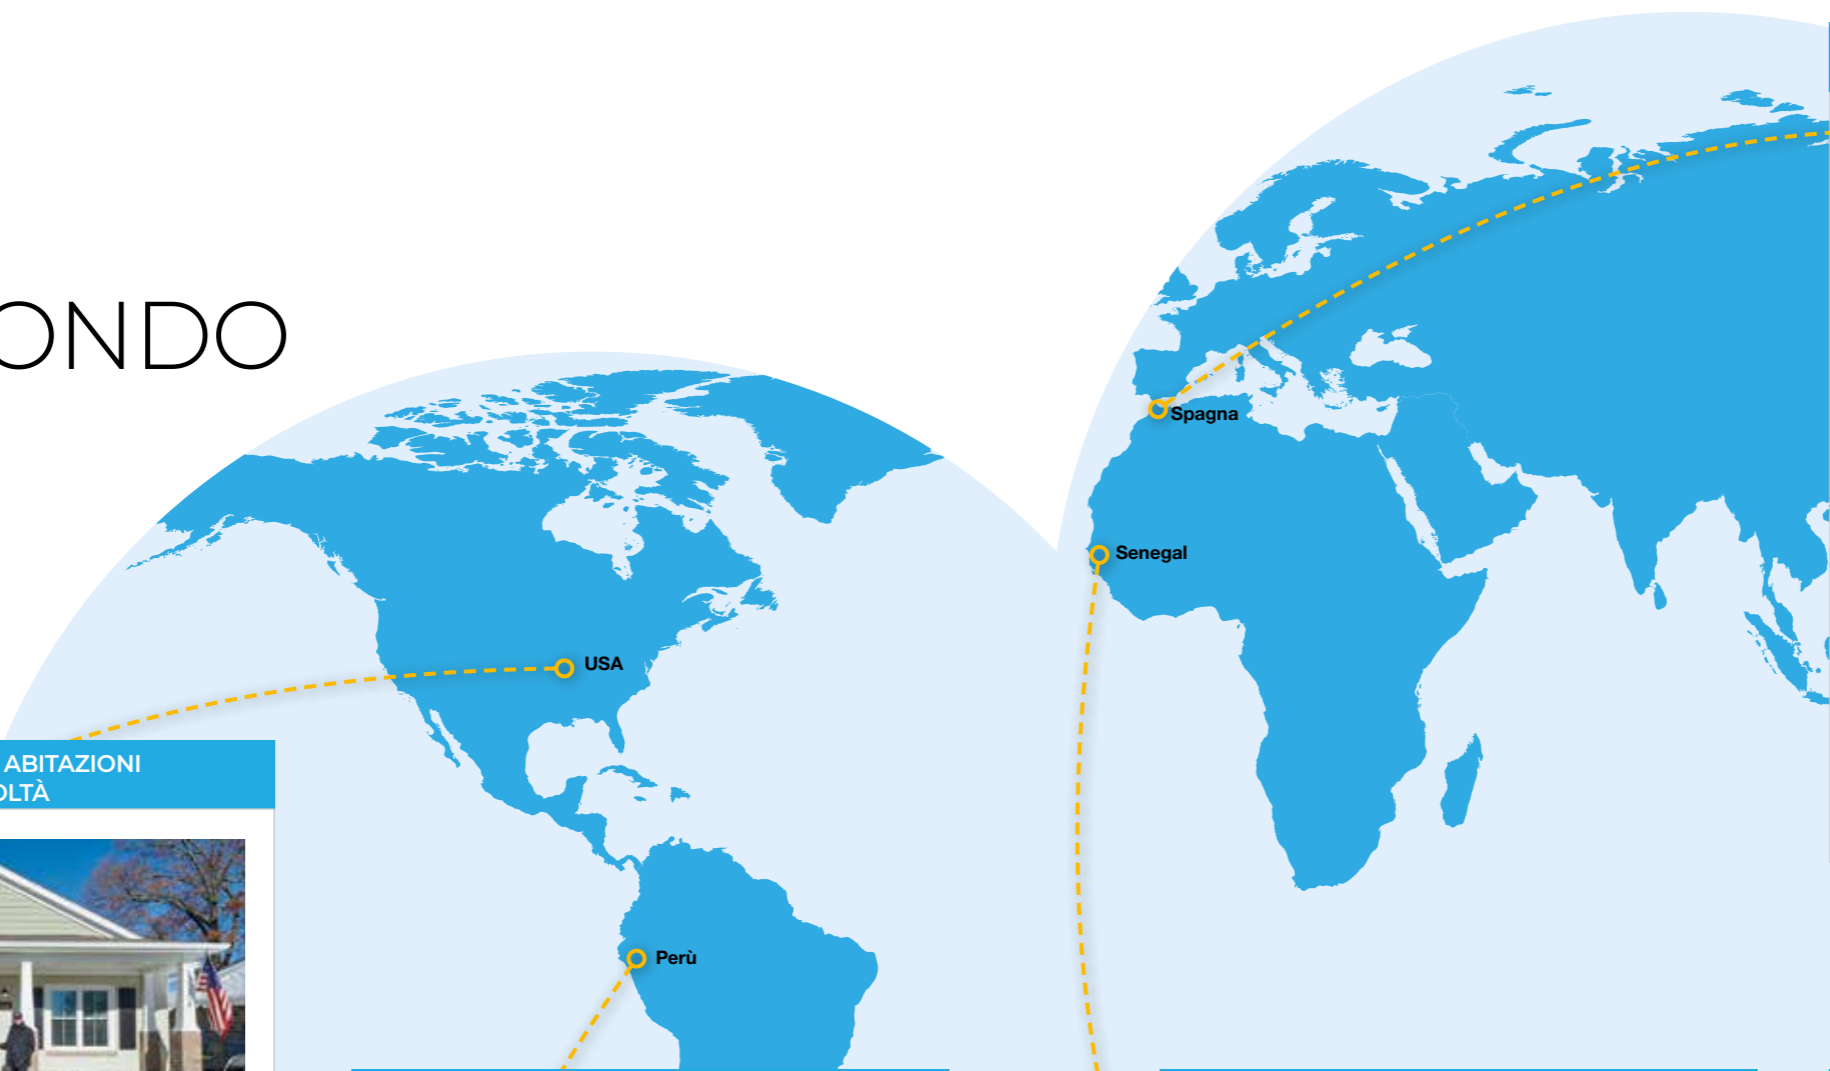 ONDO
Spagna
Senegal
USA
ABITAZIONI
OLTÀ
Perù